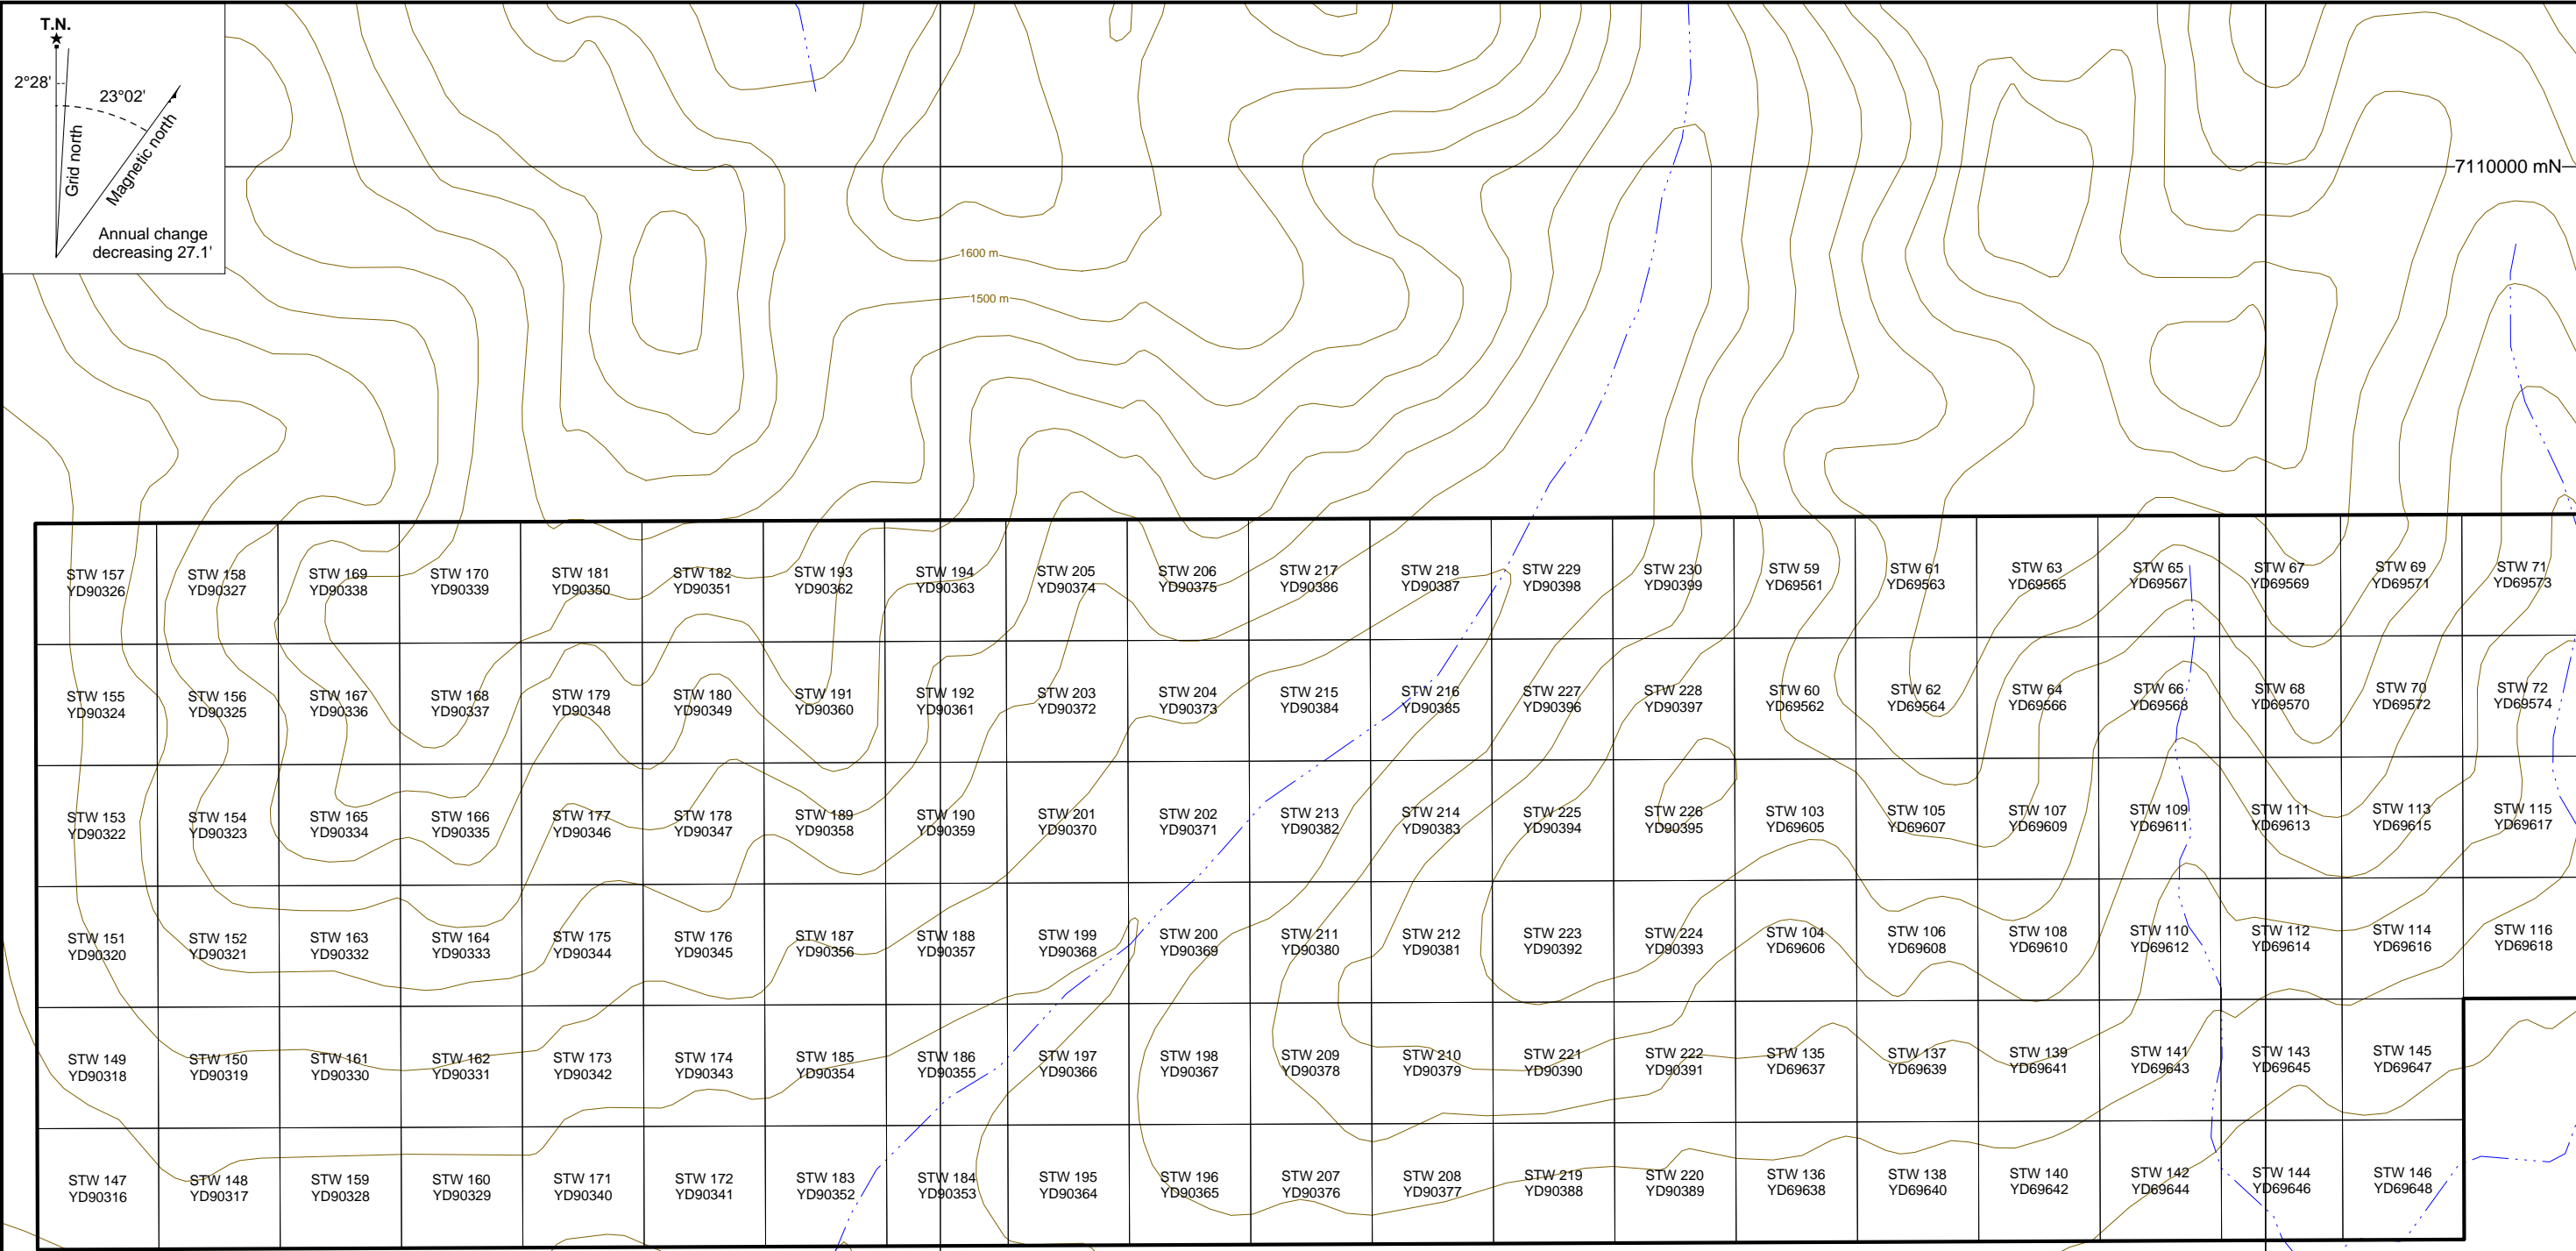 T.N.
2°28'
23°02'
Grid north
Magnetic north
Annual change
decreasing 27.1'
7110000 mN
1600 m
1500 m
STW 157
YD90326
STW 158
YD90327
STW 169
YD90338
STW 170
YD90339
STW 181
YD90350
STW 182
YD90351
STW 193
YD90362
STW 194
YD90363
STW 205
YD90374
STW 206
YD90375
STW 217
YD90386
STW 218
YD90387
STW 229
YD90398
STW 230
YD90399
STW 59
YD69561
STW 61
YD69563
STW 63
YD69565
STW 65
YD69567
STW 67
YD69569
STW 69
YD69571
STW 71
YD69573
STW 155
YD90324
STW 156
YD90325
STW 167
YD90336
STW 168
YD90337
STW 179
YD90348
STW 180
YD90349
STW 191
YD90360
STW 192
YD90361
STW 203
YD90372
STW 204
YD90373
STW 215
YD90384
STW 216
YD90385
STW 227
YD90396
STW 228
YD90397
STW 60
YD69562
STW 62
YD69564
STW 64
YD69566
STW 66
YD69568
STW 68
YD69570
STW 70
YD69572
STW 72
YD69574
STW 153
YD90322
STW 154
YD90323
STW 165
YD90334
STW 166
YD90335
STW 177
YD90346
STW 178
YD90347
STW 189
YD90358
STW 190
YD90359
STW 201
YD90370
STW 202
YD90371
STW 213
YD90382
STW 214
YD90383
STW 225
YD90394
STW 226
YD90395
STW 103
YD69605
STW 105
YD69607
STW 107
YD69609
STW 109
YD69611
STW 111
YD69613
STW 113
YD69615
STW 115
YD69617
STW 151
YD90320
STW 152
YD90321
STW 163
YD90332
STW 164
YD90333
STW 175
YD90344
STW 176
YD90345
STW 187
YD90356
STW 188
YD90357
STW 199
YD90368
STW 200
YD90369
STW 211
YD90380
STW 212
YD90381
STW 223
YD90392
STW 224
YD90393
STW 104
YD69606
STW 106
YD69608
STW 108
YD69610
STW 110
YD69612
STW 112
YD69614
STW 114
YD69616
STW 116
YD69618
STW 149
YD90318
STW 150
YD90319
STW 161
YD90330
STW 162
YD90331
STW 173
YD90342
STW 174
YD90343
STW 185
YD90354
STW 186
YD90355
STW 197
YD90366
STW 198
YD90367
STW 209
YD90378
STW 210
YD90379
STW 221
YD90390
STW 222
YD90391
STW 135
YD69637
STW 137
YD69639
STW 139
YD69641
STW 141
YD69643
STW 143
YD69645
STW 145
YD69647
STW 147
YD90316
STW 148
YD90317
STW 159
YD90328
STW 160
YD90329
STW 171
YD90340
STW 172
YD90341
STW 183
YD90352
STW 184
YD90353
STW 195
YD90364
STW 196
YD90365
STW 207
YD90376
STW 208
YD90377
STW 219
YD90388
STW 220
YD90389
STW 136
YD69638
STW 138
YD69640
STW 140
YD69642
STW 142
YD69644
STW 144
YD69646
STW 146
YD69648